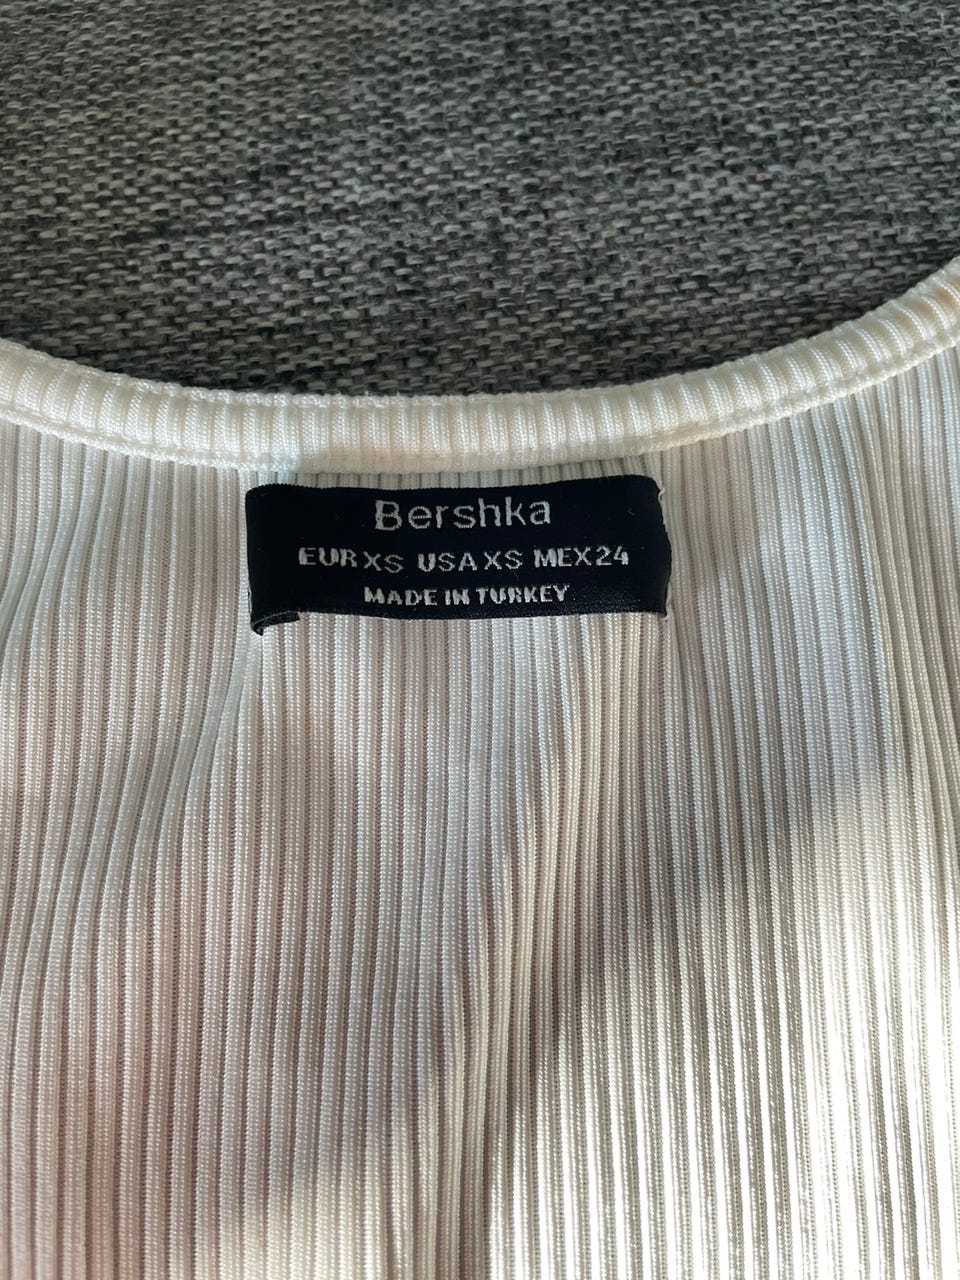 Bershka
EUR XS USA XS MEX 24
MADE IN TURKEY